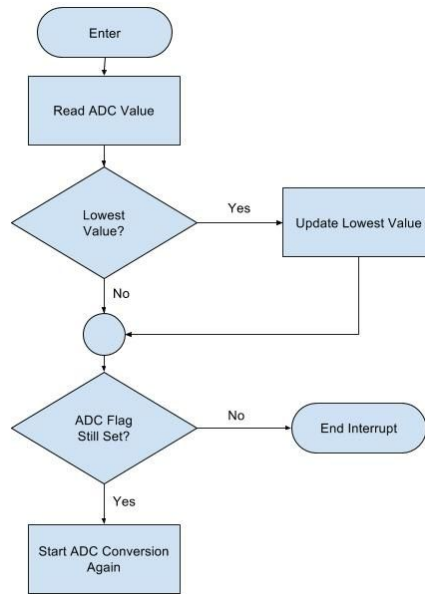 Enter
Read ADC Value
Lowest
Value?
Yes
Update Lowest Value
No
ADC Flag
Still Set?
No
End Interrupt
Yes
Start ADC Conversion
Again